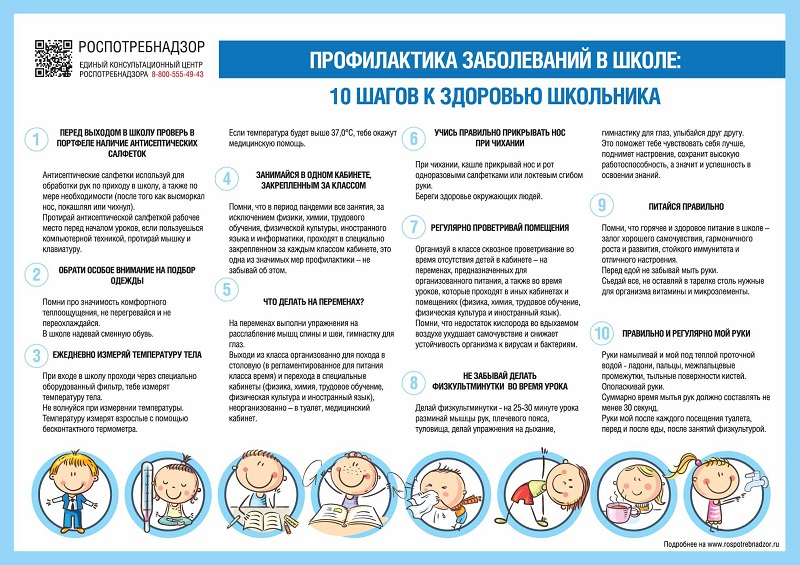 РОСПОТРЕБНАДЗОР
ЕДИНЫЙ КОНСУЛЬТАЦИОННЫЙ ЦЕНТР
РОСПОТРЕБНАДЗОРА 8-800-555-49-43
ПРОФИЛАКТИКА ЗАБОЛЕВАНИЙ В ШКОЛЕ:
10 ШАГОВ К ЗДОРОВЬЮ ШКОЛЬНИКА
1
ПЕРЕД ВЫХОДОМ В ШКОЛУ ПРОВЕРЬ В
ПОРТФЕЛЕ НАЛИЧИЕ АНТИСЕПТИЧЕСКИХ
САЛФЕТОК
Антисептические салфетки используй для
обработки рук по приходу в школу, а также по
мере необходимости (после того как высморкал
нос, покашлял или чихнул).
Протирай антисептической салфеткой рабочее
место перед началом уроков, если пользуешься
компьютерной техникой, протирай мышку и
клавиатуру.
2
ОБРАТИ ОСОБОЕ ВНИМАНИЕ НА ПОДБОР
ОДЕЖДЫ
Помни про значимость комфортного
теплоощущения, не перегревайся и не
переохлаждайся.
В школе надевай сменную обувь.
3
ЕЖЕДНЕВНО ИЗМЕРЯЙ ТЕМПЕРАТУРУ ТЕЛА
При входе в школу проходи через специально
оборудованный фильтр, тебе измерят
температуру тела.
Не волнуйся при измерении температуры.
Температуру измерят взрослые с помощью
бесконтактного термометра.
Если температура будет выше 37,0°С, тебе окажут
медицинскую помощь.
4
ЗАНИМАЙСЯ В ОДНОМ КАБИНЕТЕ,
ЗАКРЕПЛЕННЫМ ЗА КЛАССОМ
Помни, что в период пандемии все занятия, за
исключением физики, химии, трудового
обучения, физической культуры, иностранного
языка и информатики, проходят в специально
закрепленном за каждым классом кабинете, это
одна из значимых мер профилактики – не
забывай об этом.
5
ЧТО ДЕЛАТЬ НА ПЕРЕМЕНАХ?
На переменах выполни упражнения на
расслабление мышц спины и шеи, гимнастику для
глаз.
Выходи из класса организованно для похода в
столовую (в регламентированное для питания
класса время) и перехода в специальные
кабинеты (физика, химия, трудовое обучение,
физическая культура и иностранный язык),
неорганизованно – в туалет, медицинский
кабинет.
6
УЧИСЬ ПРАВИЛЬНО ПРИКРЫВАТЬ НОС
ПРИ ЧИХАНИИ
При чихании, кашле прикрывай нос и рот
одноразовыми салфетками или локтевым сгибом
руки.
Береги здоровье окружающих людей.
7
РЕГУЛЯРНО ПРОВЕТРИВАЙ ПОМЕЩЕНИЯ
Организуй в классе сквозное проветривание во
время отсутствия детей в кабинете – на
переменах, предназначенных для
организованного питания, а также во время
уроков, которые проходят в иных кабинетах и
помещениях (физика, химия, трудовое обучение,
физическая культура и иностранный язык).
Помни, что недостаток кислорода во вдыхаемом
воздухе ухудшает самочувствие и снижает
устойчивость организма к вирусам и бактериям.
8
НЕ ЗАБЫВАЙ ДЕЛАТЬ
ФИЗКУЛЬТМИНУТКИ ВО ВРЕМЯ УРОКА
Делай физкультминутки - на 25-30 минуте урока
разминай мышцы рук, плечевого пояса,
туловища, делай упражнения на дыхание,
гимнастику для глаз, улыбайся друг другу.
Это поможет тебе чувствовать себя лучше,
поднимет настроение, сохранит высокую
работоспособность, а значит и успешность в
освоении знаний.
9
ПИТАЙСЯ ПРАВИЛЬНО
Помни, что горячее и здоровое питание в школе –
залог хорошего самочувствия, гармоничного
роста и развития, стойкого иммунитета и
отличного настроения.
Перед едой не забывай мыть руки.
Съедай все, не оставляй в тарелке столь нужные
для организма витамины и микроэлементы.
10
ПРАВИЛЬНО И РЕГУЛЯРНО МОЙ РУКИ
Руки намыливай и мой под теплой проточной
водой - ладони, пальцы, межпальцевые
промежутки, тыльные поверхности кистей.
Ополаскивай руки.
Суммарно время мытья рук должно составлять не
менее 30 секунд.
Руки мой после каждого посещения туалета,
перед и после еды, после занятий физкультурой.
Подробнее на www.rospotrebnadzor.ru